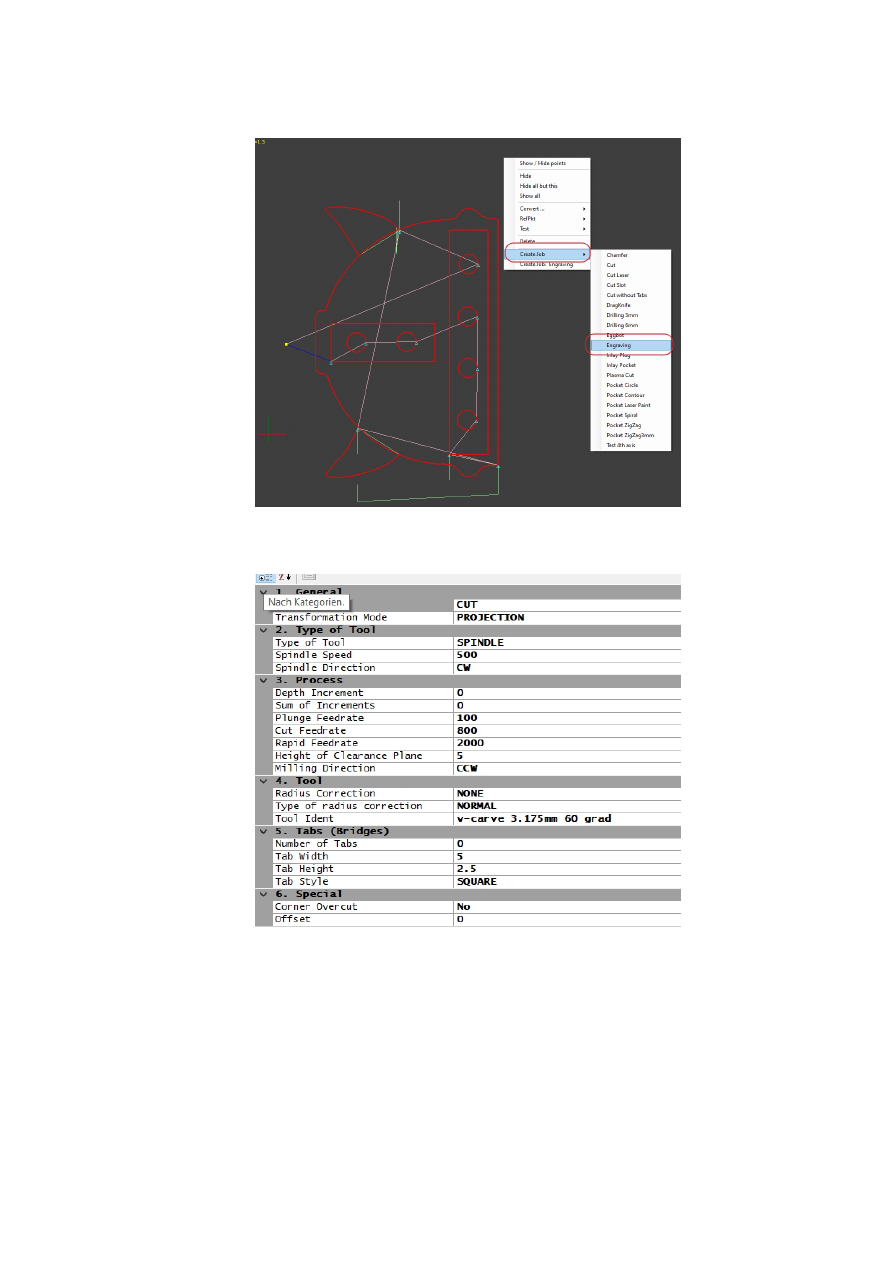 Show / Hide points
Hide
Hide all but this
Show all
Convert ...
RefPkt
Test
Delete
CreateJob
CreateJob: Engraving
Chamfer
Cut
Cut Laser
Cut Slot
Cut without Tabs
DragKnife
Drilling 3mm
Drilling 6mm
Eggbot
Engraving
Inlay Plug
Inlay Pocket
Plasma Cut
Pocket Circle
Pocket Contour
Pocket Laser Paint
Pocket Spiral
Pocket ZigZag
Pocket ZigZag3mm
Test 4th axis
1. General
Nach Kategorien.
CUT
Transformation Mode PROJECTION
2. Type of Tool
Type of Tool SPINDLE
Spindle Speed 500
Spindle Direction CW
3. Process
Depth Increment 0
Sum of Increments 0
Plunge Feedrate 100
Cut Feedrate 800
Rapid Feedrate 2000
Height of Clearance Plane 5
Milling Direction CCW
4. Tool
Radius Correction NONE
Type of radius correction NORMAL
Tool Ident v-carve 3.175mm 60 grad
5. Tabs (Bridges)
Number of Tabs 0
Tab Width 5
Tab Height 2.5
Tab Style SQUARE
6. Special
Corner Overcut No
Offset 0